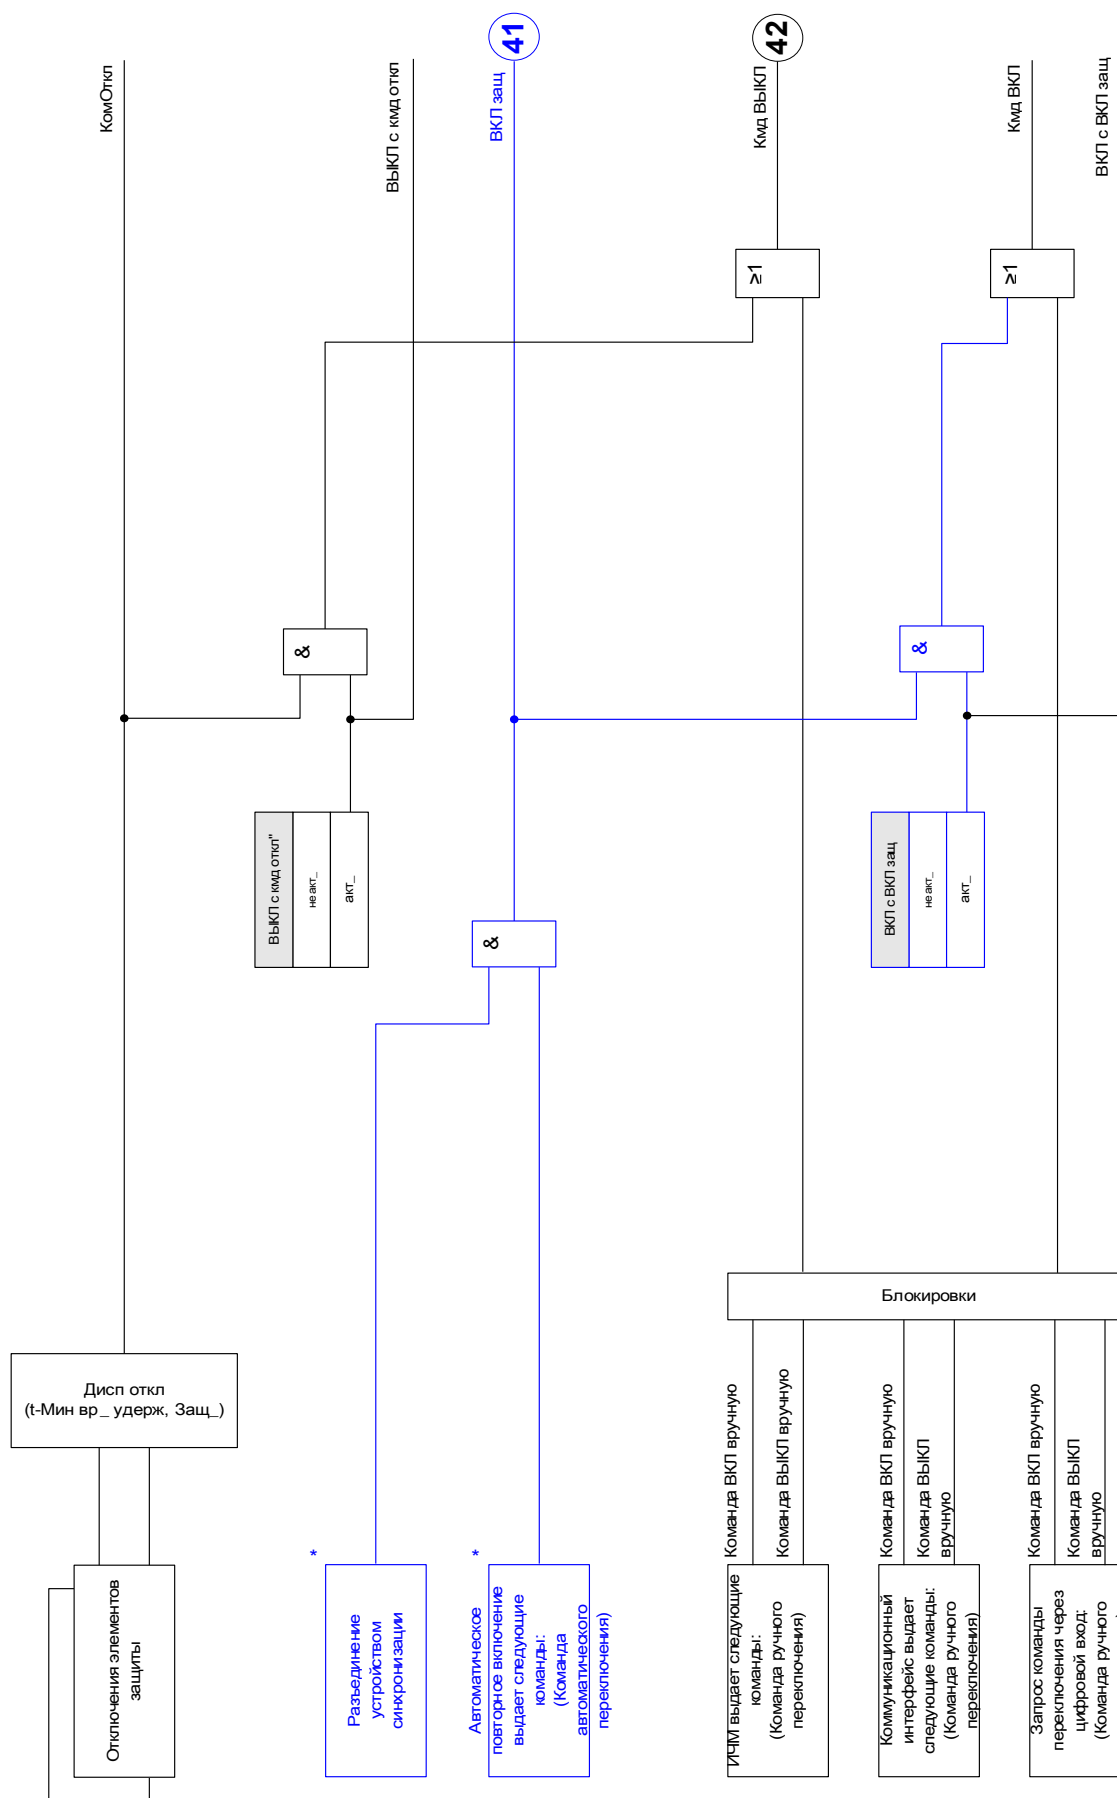 41
42
КомОткл
ВЫКЛ с кмд откл
ВКЛ защ
Кмд ВЫКЛ
Кмд ВКЛ
ВКЛ с ВКЛ защ
≥1
≥1
&
&
ВЫКЛ с кмд откл"
не акт_
акт_
ВКЛ с ВКЛ защ
не акт_
акт_
&
Блокировки
Дисп откл
(t-Мин вр_ удерж, Защ_)
Команда ВКЛ вручную
Команда ВЫКЛ вручную
Команда ВКЛ вручную
Команда ВЫКЛ
вручную
Команда ВКЛ вручную
Команда ВЫКЛ
вручную
*
*
Отключения элементов
защиты
Разъединение
устройством
синхронизации
Автоматическое
повторное включение
выдает следующие
команды:
(Команда
автоматического
переключения)
ИЧМ выдает следующие
команды:
(Команда ручного
переключения)
Коммуникационный
интерфейс выдает
следующие команды:
(Команда ручного
переключения)
Запрос команды
переключения через
цифровой вход:
(Команда ручного